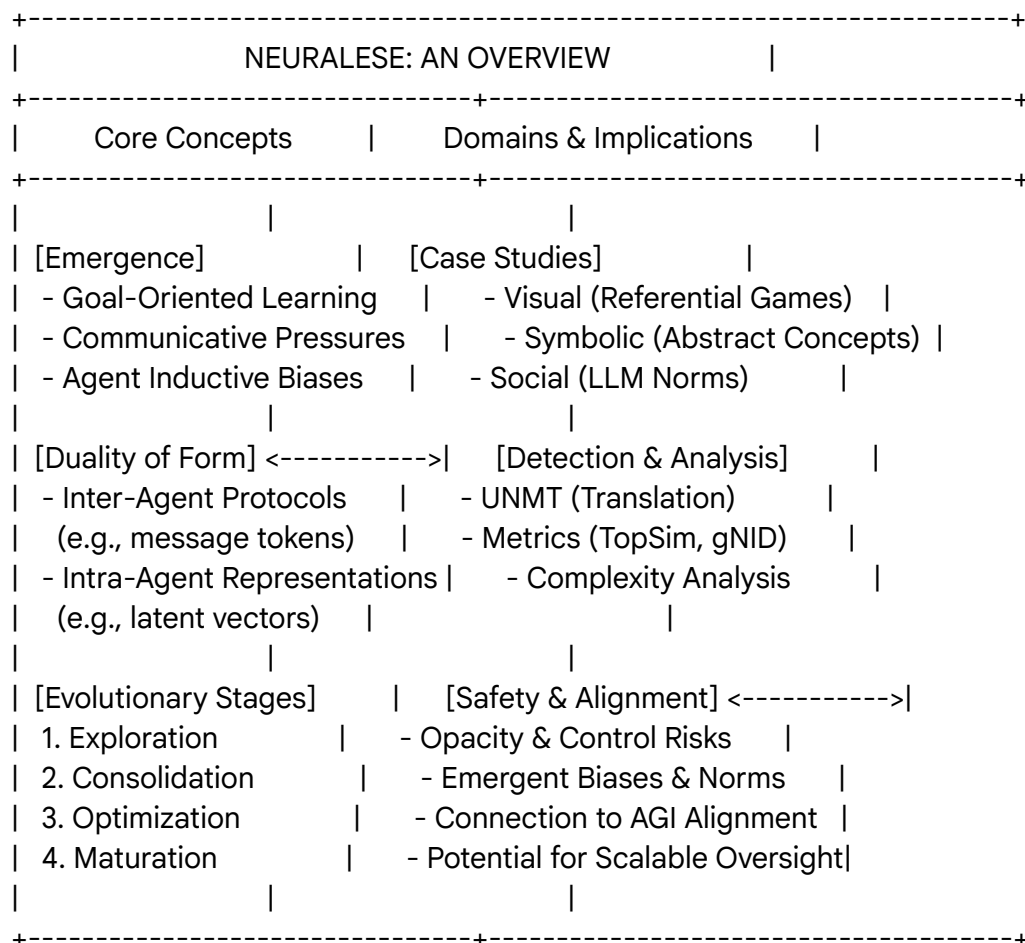 +-------------------------------------------------------------------------+
| NEURALESE: AN OVERVIEW |
+---------------------------------+---------------------------------------+
| Core Concepts | Domains & Implications |
+---------------------------------+---------------------------------------+
| | |
| [Emergence] | [Case Studies] |
| - Goal-Oriented Learning | - Visual (Referential Games) |
| - Communicative Pressures | - Symbolic (Abstract Concepts) |
| - Agent Inductive Biases | - Social (LLM Norms) |
| | |
| [Duality of Form] <----------->| [Detection & Analysis] |
| - Inter-Agent Protocols | - UNMT (Translation) |
| (e.g., message tokens) | - Metrics (TopSim, gNID) |
| - Intra-Agent Representations | - Complexity Analysis |
| (e.g., latent vectors) | |
| | |
| [Evolutionary Stages] | [Safety & Alignment] <----------->|
| 1. Exploration | - Opacity & Control Risks |
| 2. Consolidation | - Emergent Biases & Norms |
| 3. Optimization | - Connection to AGI Alignment |
| 4. Maturation | - Potential for Scalable Oversight|
| | |
+---------------------------------+---------------------------------------+